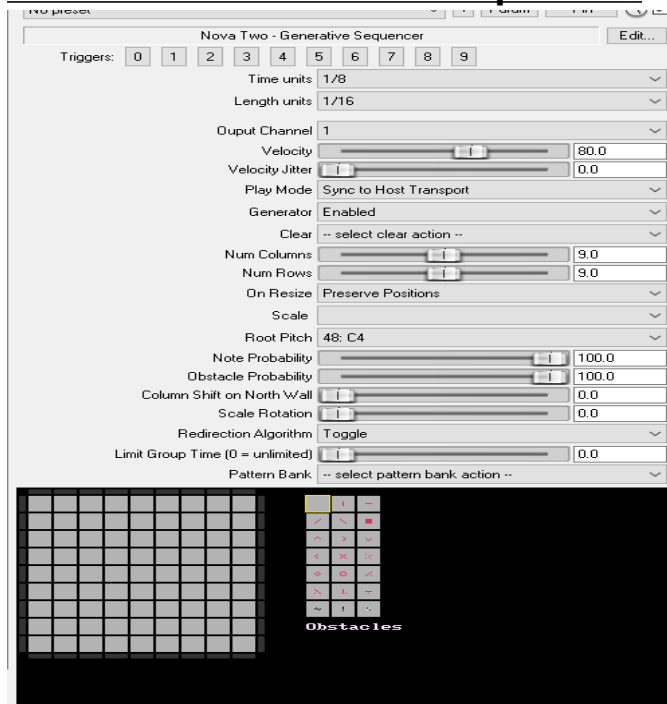 No preset
Param
Pin
Nova Two - Generative Sequencer
Edit...
Triggers: 0 1 2 3 4 5 6 7 8 9
Time units 1/8
Length units 1/16
Ouput Channel 1
Velocity 80.0
Velocity Jitter 0.0
Play Mode Sync to Host Transport
Generator Enabled
Clear -- select clear action --
Num Columns 9.0
Num Rows 9.0
On Resize Preserve Positions
Scale
Root Pitch 48: C4
Note Probability 100.0
Obstacle Probability 100.0
Column Shift on North Wall 0.0
Scale Rotation 0.0
Redirection Algorithm Toggle
Limit Group Time (0 = unlimited) 0.0
Pattern Bank -- select pattern bank action --
Obstacles